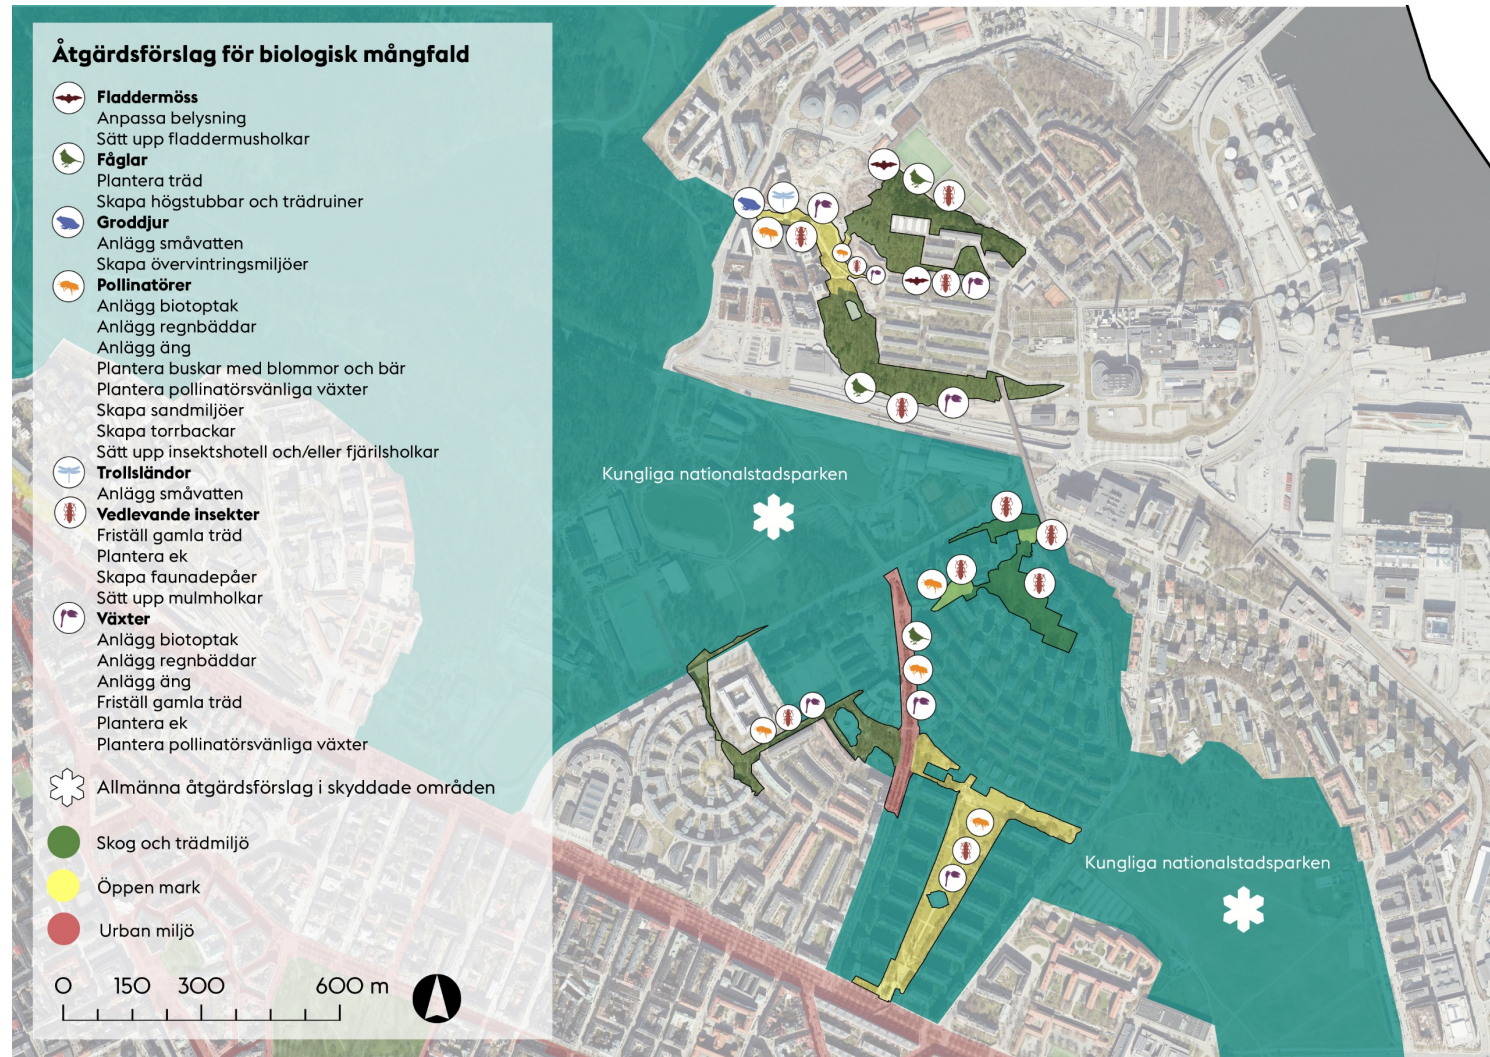 Åtgärdsförslag för biologisk mångfald
Fladdermöss
Anpassa belysning
Sätt upp fladdermusholkar
Fåglar
Plantera träd
Skapa högstubbar och trädruiner
Groddjur
Anlägg småvatten
Skapa övervintringsmiljöer
Pollinatörer
Anlägg biotoptak
Anlägg regnbäddar
Anlägg äng
Plantera buskar med blommor och bär
Plantera pollinatörsvänliga växter
Skapa sandmiljöer
Skapa torrbackar
Sätt upp insektshotell och/eller fjärilsholkar
Trollsländor
Anlägg småvatten
Vedlevande insekter
Friställ gamla träd
Plantera ek
Skapa faunadepåer
Sätt upp mulmholkar
Växter
Anlägg biotoptak
Anlägg regnbäddar
Anlägg äng
Friställ gamla träd
Plantera ek
Plantera pollinatörsvänliga växter
Allmänna åtgärdsförslag i skyddade områden
Skog och trädmiljö
Öppen mark
Urban miljö
0 150 300 600 m
Kungliga nationalstadsparken
Kungliga nationalstadsparken